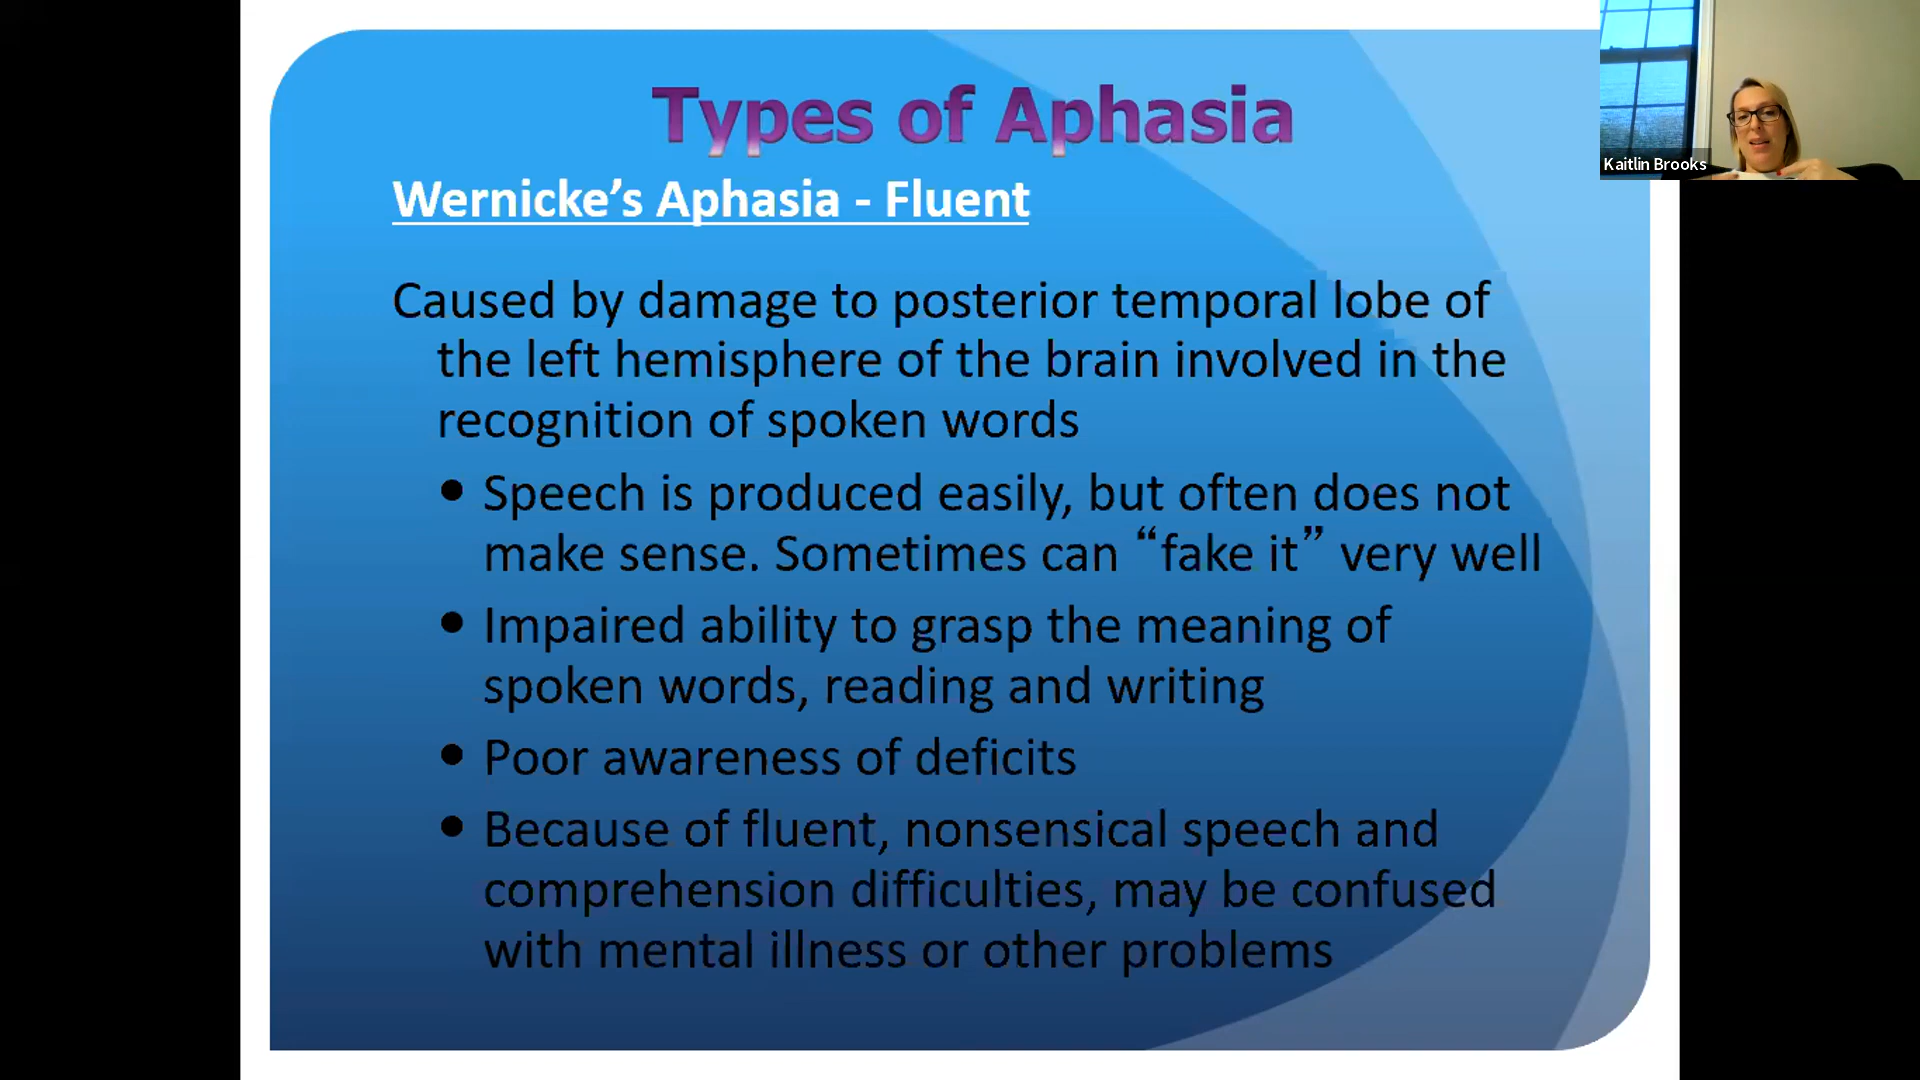 Types of Aphasia
Wernicke’s Aphasia - Fluent
Caused by damage to posterior temporal lobe of
the left hemisphere of the brain involved in the
recognition of spoken words
• Speech is produced easily, but often does not
make sense. Sometimes can “fake it” very well
• Impaired ability to grasp the meaning of
spoken words, reading and writing
• Poor awareness of deficits
• Because of fluent, nonsensical speech and
comprehension difficulties, may be confused
with mental illness or other problems
Kaitlin Brooks